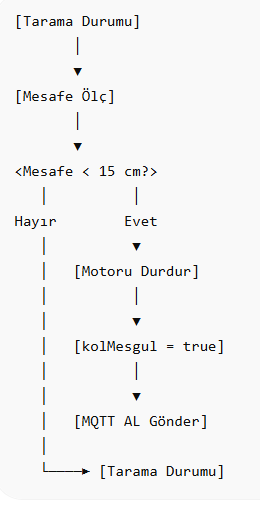 [Tarama Durumu]
[Mesafe Ölç]
<Mesafe < 15 cm?>
Hayır Evet
[Motoru Durdur]
[kolMesgul = true]
[MQTT AL Gönder]
[Tarama Durumu]